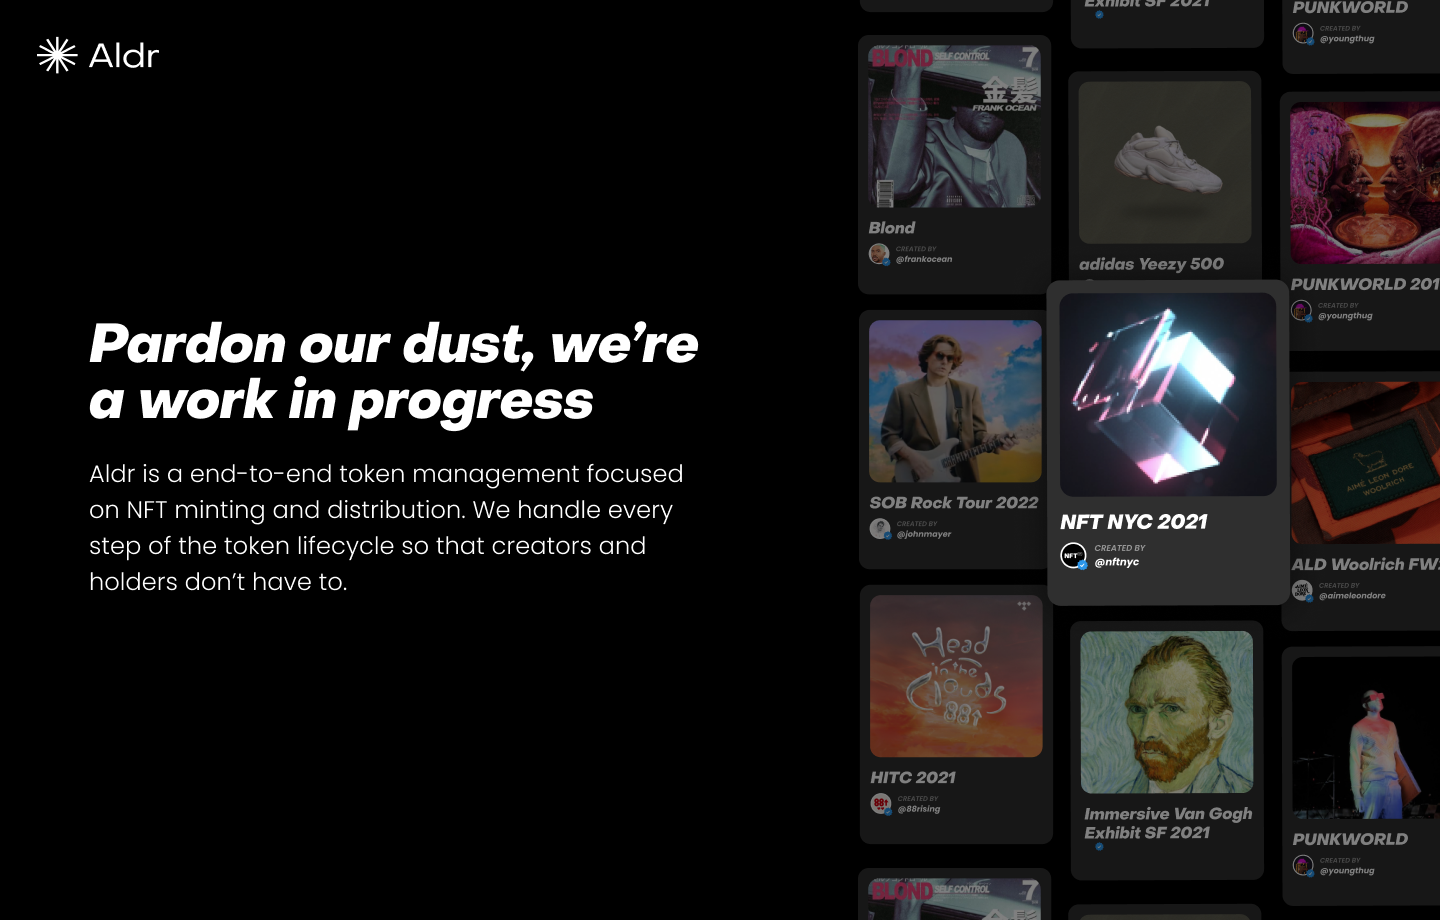 Aldr
Pardon our dust, we're
a work in progress
Aldr is a end-to-end token management focused
on NFT minting and distribution. We handle every
step of the token lifecycle so that creators and
holders don't have to.
BLOND SELF CONTROL 7
金髪
FRANK OCEAN
Blond
CREATED BY
@frankocean
SOB Rock Tour 2022
CREATED BY
@johnmayer
Head
in the
Clouds
88↑
HITC 2021
88↑
CREATED BY
@88rising
BLOND SELF CONTROL 7
Exhibit SF 2021
adidas Yeezy 500
NFT NYC 2021
NFT
CREATED BY
@nftnyc
Immersive Van Gogh
Exhibit SF 2021
PUNKWORLD
CREATED BY
@youngthug
PUNKWORLD 201
CREATED BY
@youngthug
AIMÉ LEON DORE
WOOLRICH
ALD Woolrich FW
CREATED BY
@aimeleondore
PUNKWORLD
CREATED BY
@youngthug